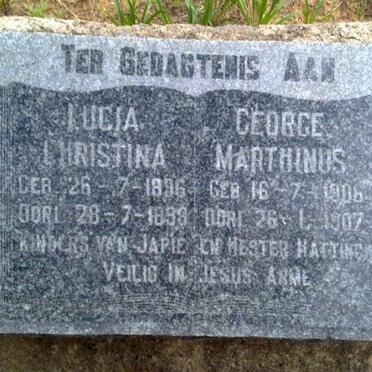 TER GEDAGTENIS AAN
LUCIA
CHRISTINA
GEB. 26-7-1896
OORL. 28-7-1898
GEORGE
MARTHINUS
GEB 16-7-1906
OORL 26-1-1907
KINDERS VAN JAPIE EN HESTER HATTING
VEILIG IN JESUS ARME